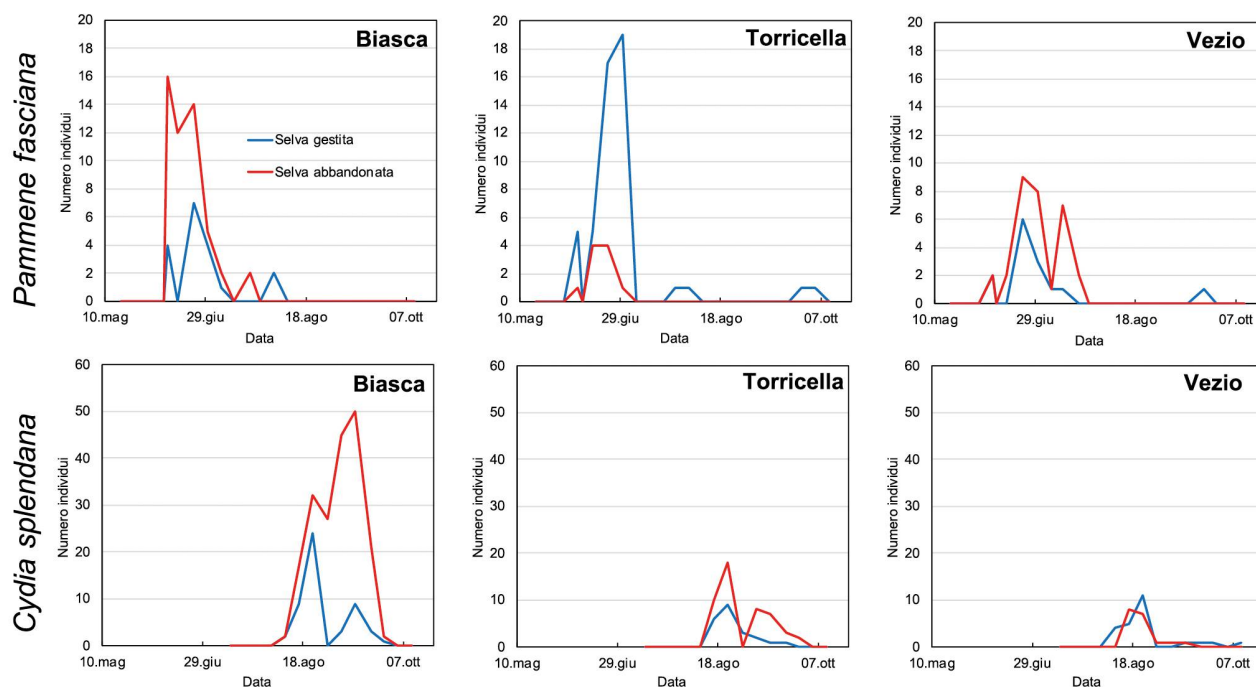 Pammene fasciana
Biasca
Numero individui
20
18
16
14
12
10
8
6
4
2
0
Selva gestita
Selva abbandonata
10.mag 29.giu 18.ago 07.ott
Data
Torricella
Numero individui
20
18
16
14
12
10
8
6
4
2
0
10.mag 29.giu 18.ago 07.ott
Data
Vezio
Numero individui
20
18
16
14
12
10
8
6
4
2
0
10.mag 29.giu 18.ago 07.ott
Data
Cydia splendana
Biasca
Numero individui
60
50
40
30
20
10
0
10.mag 29.giu 18.ago 07.ott
Data
Torricella
Numero individui
60
50
40
30
20
10
0
10.mag 29.giu 18.ago 07.ott
Data
Vezio
Numero individui
60
50
40
30
20
10
0
10.mag 29.giu 18.ago 07.ott
Data